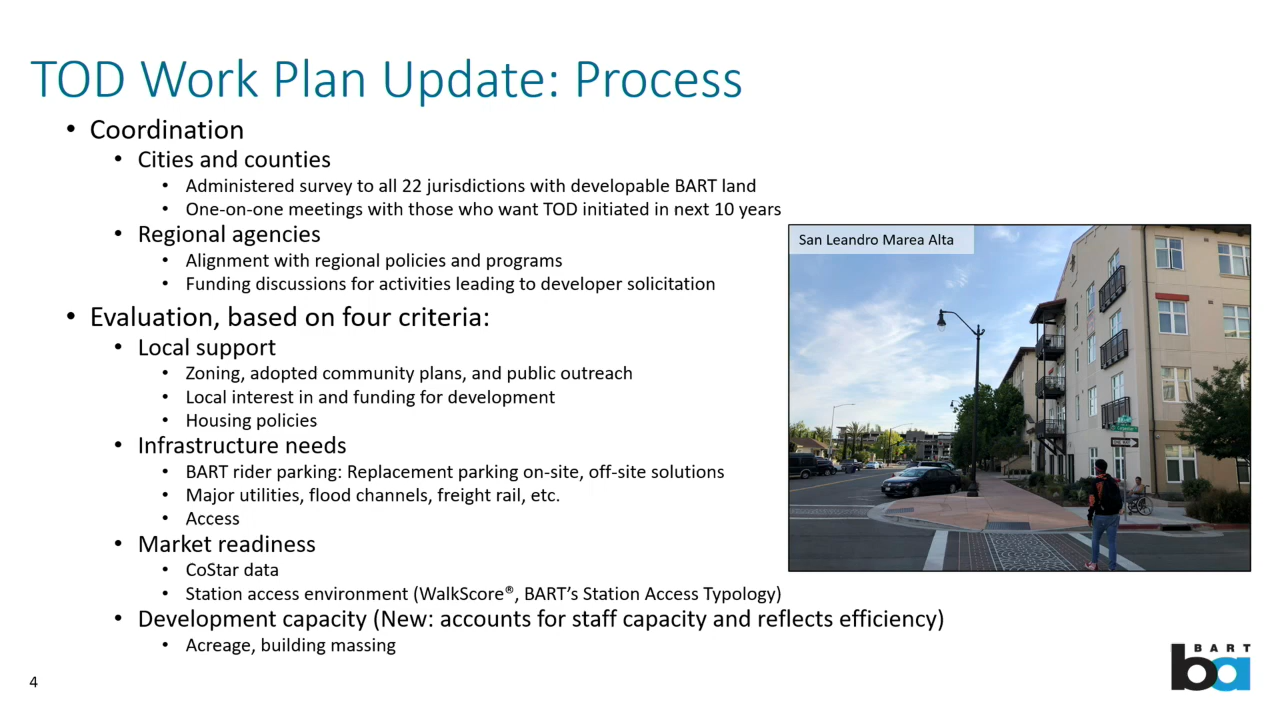 TOD Work Plan Update: Process
• Coordination
• Cities and counties
• Administered survey to all 22 jurisdictions with developable BART land
• One-on-one meetings with those who want TOD initiated in next 10 years
• Regional agencies
• Alignment with regional policies and programs
• Funding discussions for activities leading to developer solicitation
• Evaluation, based on four criteria:
• Local support
• Zoning, adopted community plans, and public outreach
• Local interest in and funding for development
• Housing policies
• Infrastructure needs
• BART rider parking: Replacement parking on-site, off-site solutions
• Major utilities, flood channels, freight rail, etc.
• Access
• Market readiness
• CoStar data
• Station access environment (WalkScore®, BART’s Station Access Typology)
• Development capacity (New: accounts for staff capacity and reflects efficiency)
• Acreage, building massing
San Leandro Marea Alta
ONE WAY
BART
ba
4